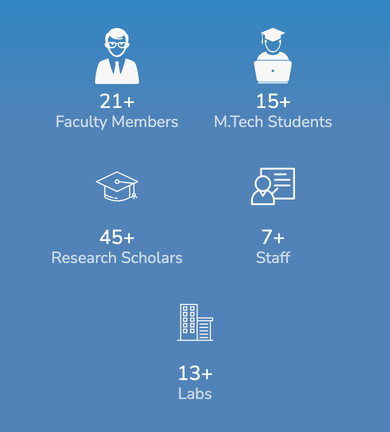 21+
Faculty Members
15+
M.Tech Students
45+
Research Scholars
7+
Staff
13+
Labs